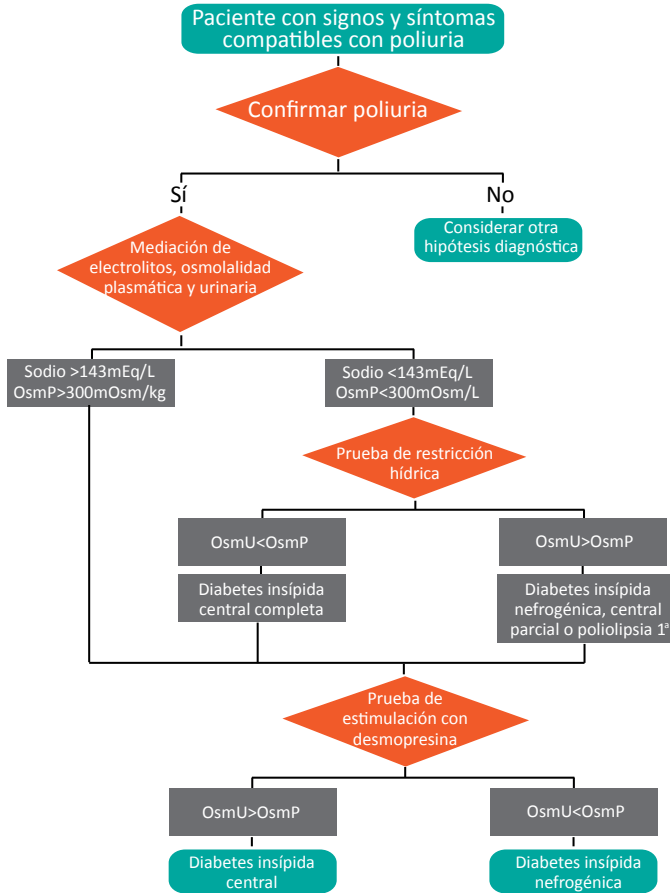 Paciente con signos y síntomas
compatibles con poliuria
Confirmar poliuria
Sí
No
Considerar otra
hipótesis diagnóstica
Mediación de
electrolitos, osmolalidad
plasmática y urinaria
Sodio >143mEq/L
OsmP>300mOsm/kg
Sodio <143mEq/L
OsmP<300mOsm/L
Prueba de restricción
hídrica
OsmU<OsmP
OsmU>OsmP
Diabetes insípida
central completa
Diabetes insípida
nefrogénica, central
parcial o poliolipsia 1ª
Prueba de
estimulación con
desmopresina
OsmU>OsmP
OsmU<OsmP
Diabetes insípida
central
Diabetes insípida
nefrogénica